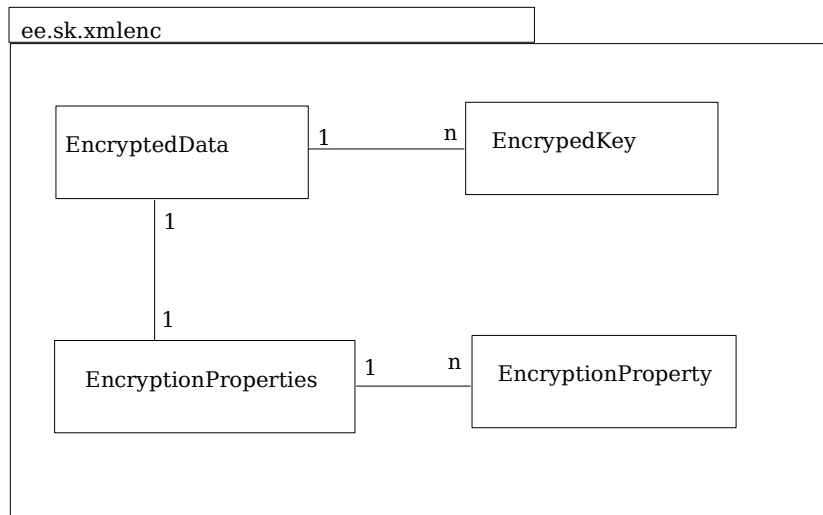 ee.sk.xmlenc
EncryptedData
1
n
EncrypedKey
1
1
EncryptionProperties
1
n
EncryptionProperty